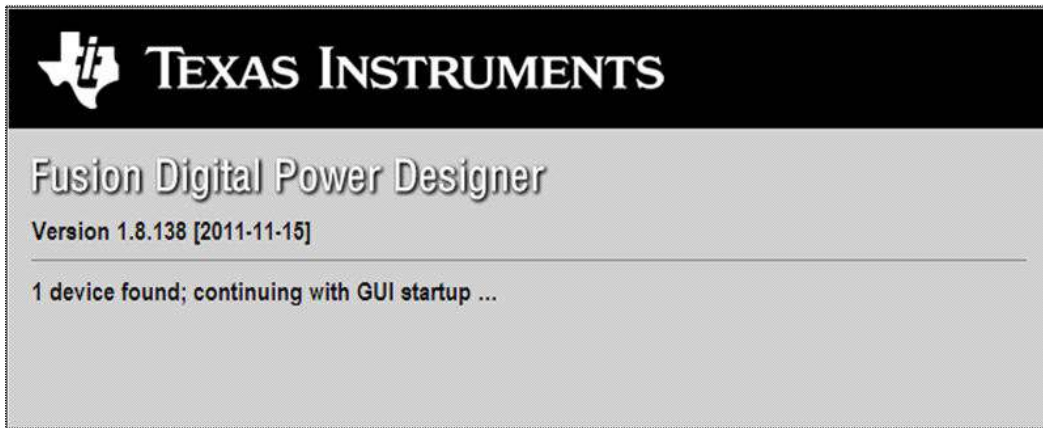 TEXAS INSTRUMENTS
Fusion Digital Power Designer
Version 1.8.138 [2011-11-15]
1 device found; continuing with GUI startup ...